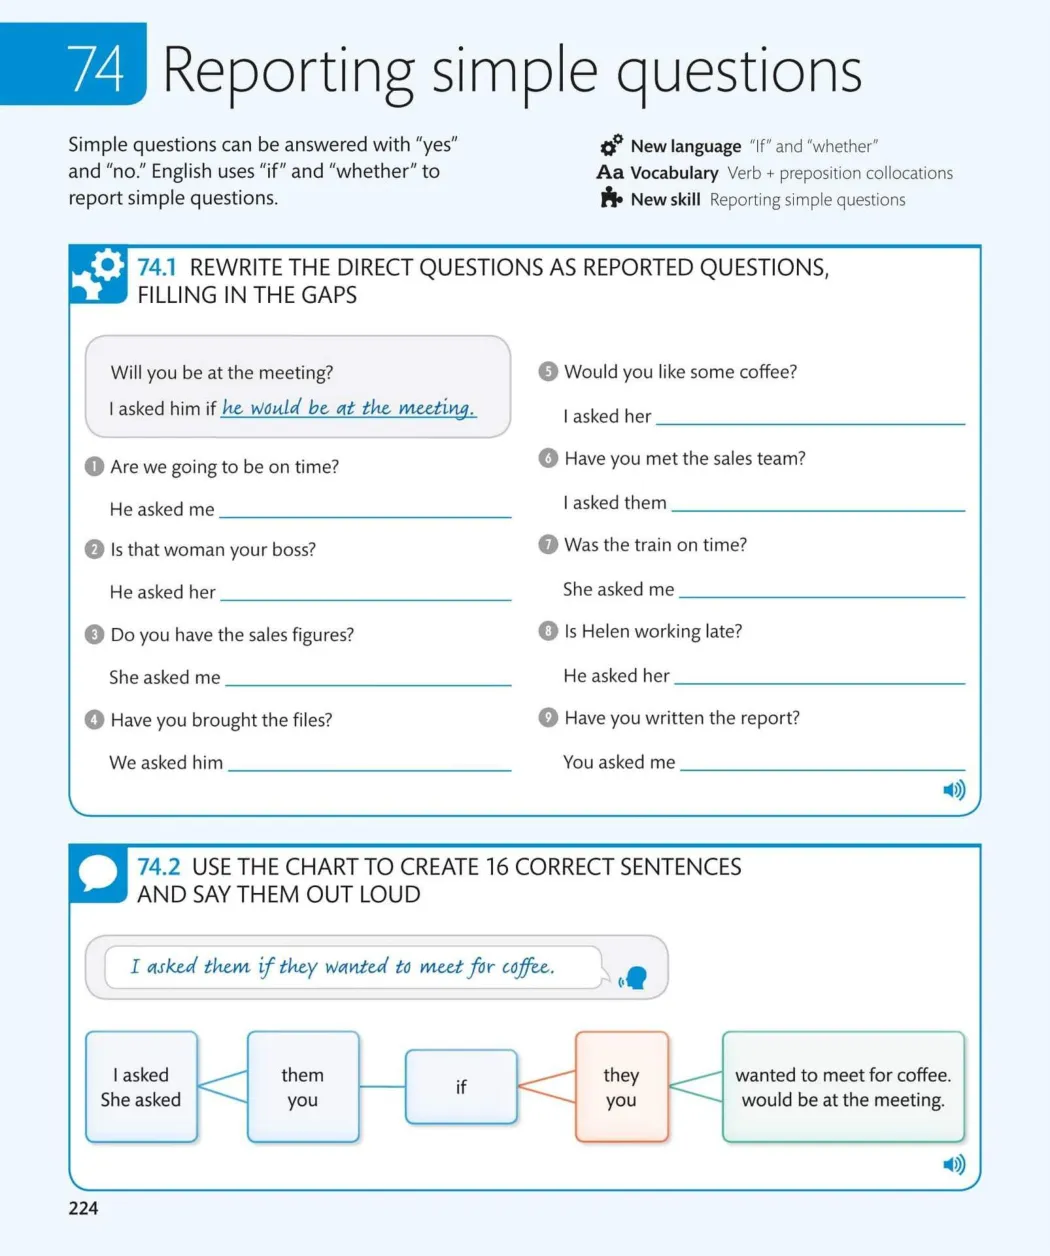 74 Reporting simple questions
Simple questions can be answered with “yes”
and “no.” English uses “if” and “whether” to
report simple questions.
New language “If” and “whether”
Aa Vocabulary Verb + preposition collocations
New skill Reporting simple questions
74.1 REWRITE THE DIRECT QUESTIONS AS REPORTED QUESTIONS,
FILLING IN THE GAPS
Will you be at the meeting?
I asked him if he would be at the meeting.
1 Are we going to be on time?
He asked me
2 Is that woman your boss?
He asked her
3 Do you have the sales figures?
She asked me
4 Have you brought the files?
We asked him
5 Would you like some coffee?
I asked her
6 Have you met the sales team?
I asked them
7 Was the train on time?
She asked me
8 Is Helen working late?
He asked her
9 Have you written the report?
You asked me
74.2 USE THE CHART TO CREATE 16 CORRECT SENTENCES
AND SAY THEM OUT LOUD
I asked them if they wanted to meet for coffee.
I asked
She asked
them
you
if
they
you
wanted to meet for coffee.
would be at the meeting.
224